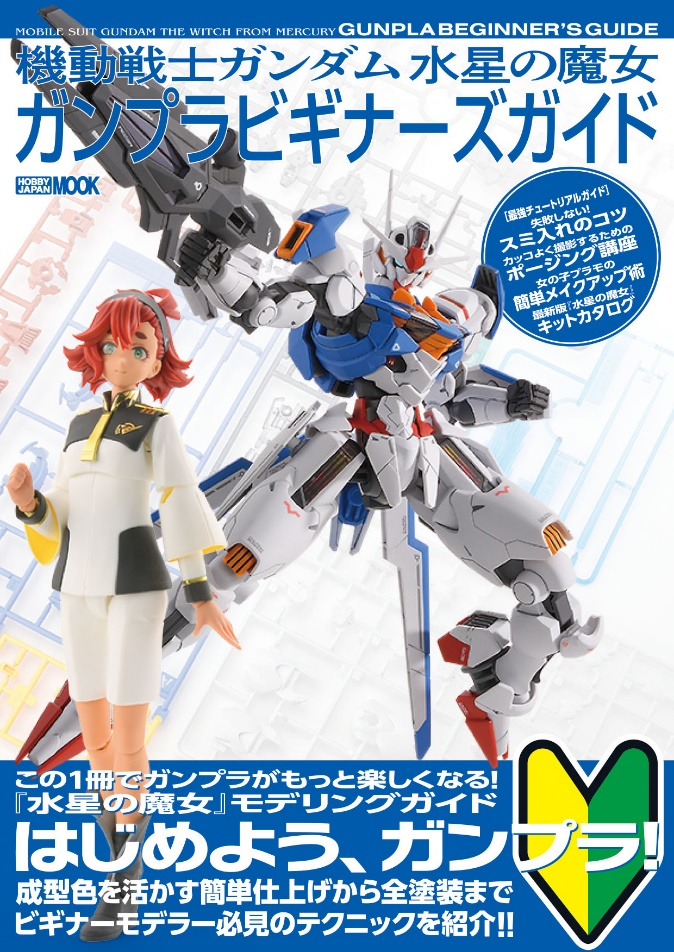 MOBILE SUIT GUNDAM THE WITCH FROM MERCURY GUNPLA BEGINNER'S GUIDE
機動戦士ガンダム 水星の魔女
ガンプラビギナーズガイド
HOBBY JAPAN MOOK
[最強チュートリアルガイド]
失敗しない!
スミ入れのコツ
カッコよく撮影するための
ポージング講座
女の子プラモの
簡単メイクアップ術
最新版『水星の魔女』
キットカタログ
この1冊でガンプラがもっと楽しくなる!
『水星の魔女』モデリングガイド
はじめよう、ガンプラ!
成型色を活かす簡単仕上げから全塗装まで
ビギナーモデラー必見のテクニックを紹介!!